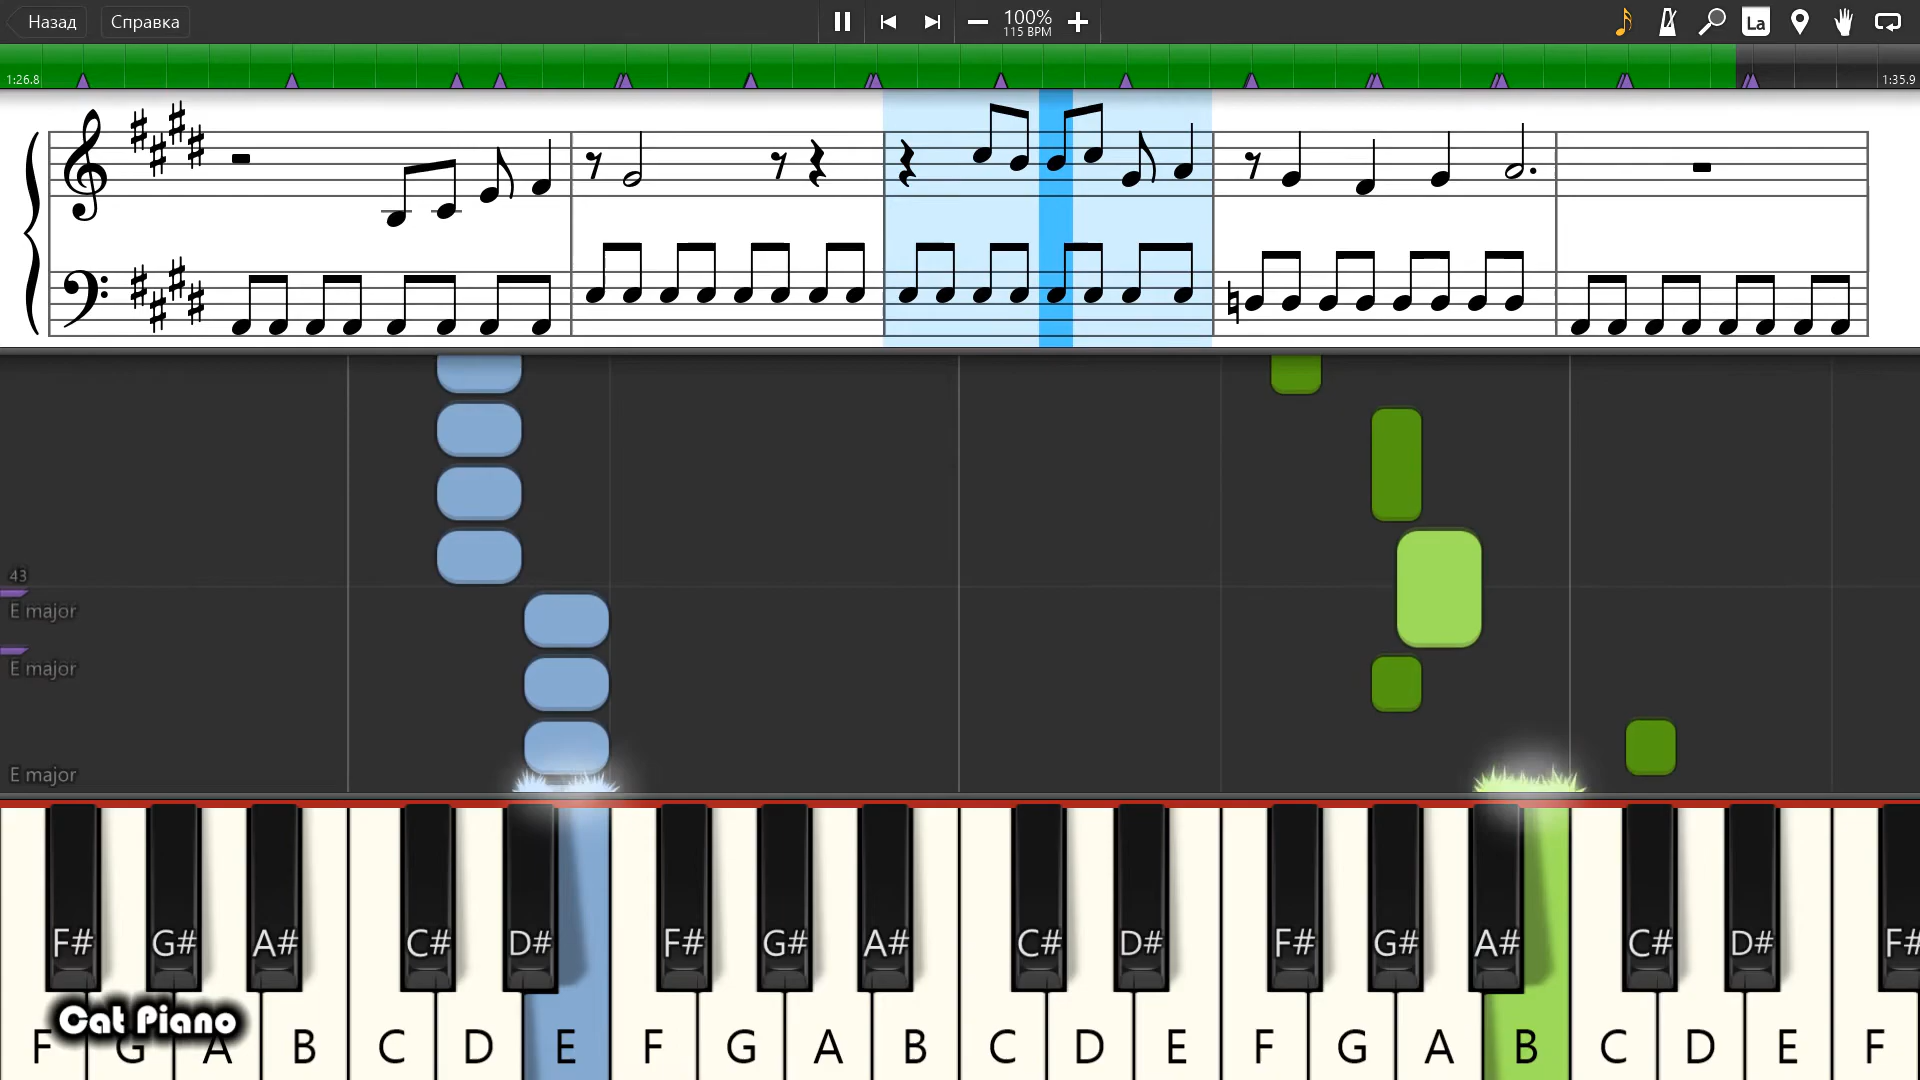 Назад
Справка
100%
115 BPM
La
1:26.8
1:35.9
43
E major
E major
E major
F# G# A# C# D# F# G# A# C# D# F# G# A# C# D# F#
Cat Piano
F G A B C D E F G A B C D E F G A B C D E F